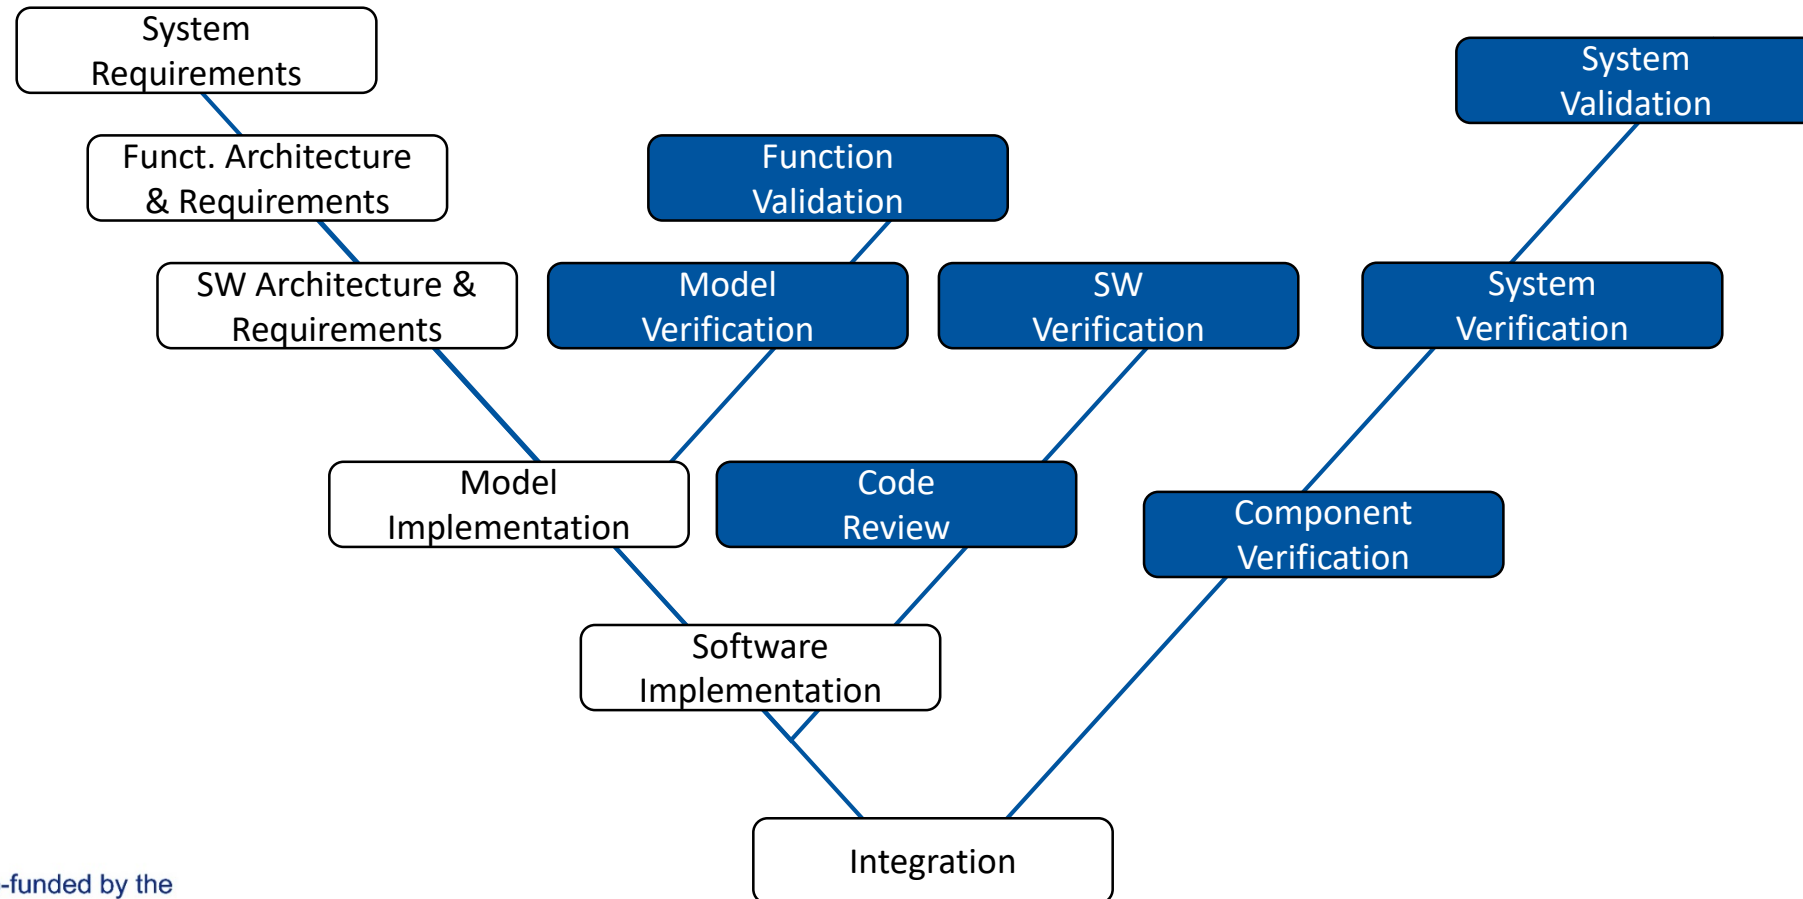 System
Requirements
System
Validation
Funct. Architecture
& Requirements
Function
Validation
SW Architecture &
Requirements
Model
Verification
SW
Verification
System
Verification
Model
Implementation
Code
Review
Component
Verification
Software
Implementation
Integration
-funded by the